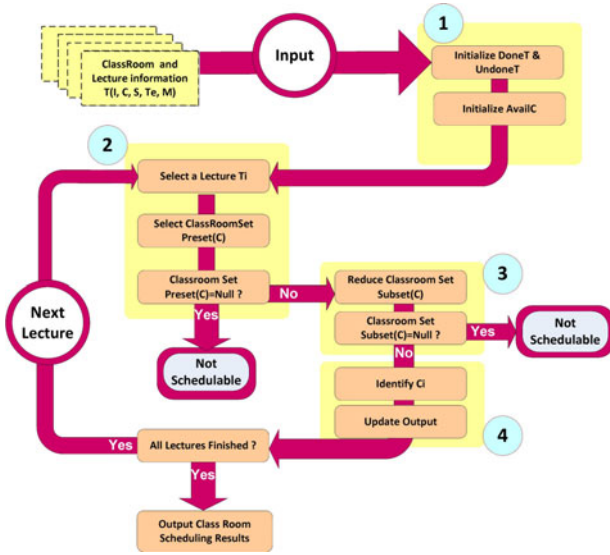 ClassRoom and
Lecture information
T(I, C, S, Te, M)
Input
1
Initialize DoneT &
UndoneT
Initialize AvailC
2
Select a Lecture Ti
Select ClassRoomSet
Preset(C)
Classroom Set
Preset(C)=Null ?
No
Yes
Not
Schedulable
3
Reduce Classroom Set
Subset(C)
Classroom Set
Subset(C)=Null ?
Yes
Not
Schedulable
No
Identify Ci
Update Output
4
Next
Lecture
Yes
All Lectures Finished ?
Yes
Output Class Room
Scheduling Results